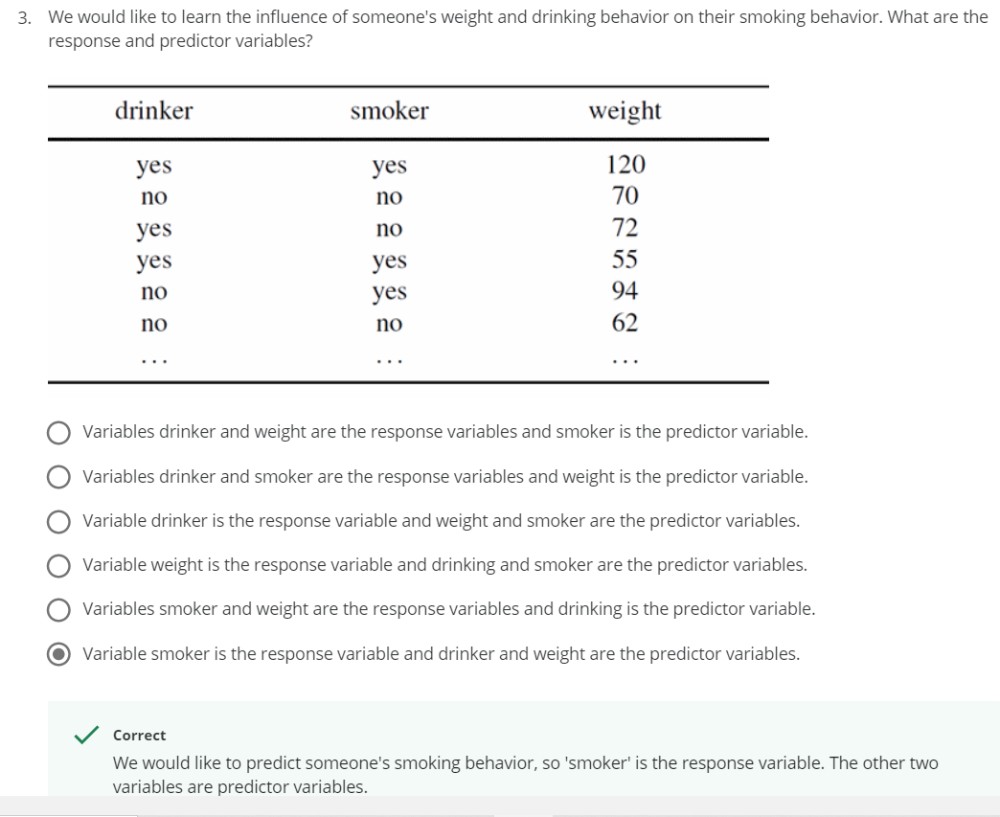 3. We would like to learn the influence of someone's weight and drinking behavior on their smoking behavior. What are the
response and predictor variables?
drinker smoker weight
yes yes 120
no no 70
yes no 72
yes yes 55
no yes 94
no no 62
... ... ...
Variables drinker and weight are the response variables and smoker is the predictor variable.
Variables drinker and smoker are the response variables and weight is the predictor variable.
Variable drinker is the response variable and weight and smoker are the predictor variables.
Variable weight is the response variable and drinking and smoker are the predictor variables.
Variables smoker and weight are the response variables and drinking is the predictor variable.
Variable smoker is the response variable and drinker and weight are the predictor variables.
Correct
We would like to predict someone's smoking behavior, so 'smoker' is the response variable. The other two
variables are predictor variables.